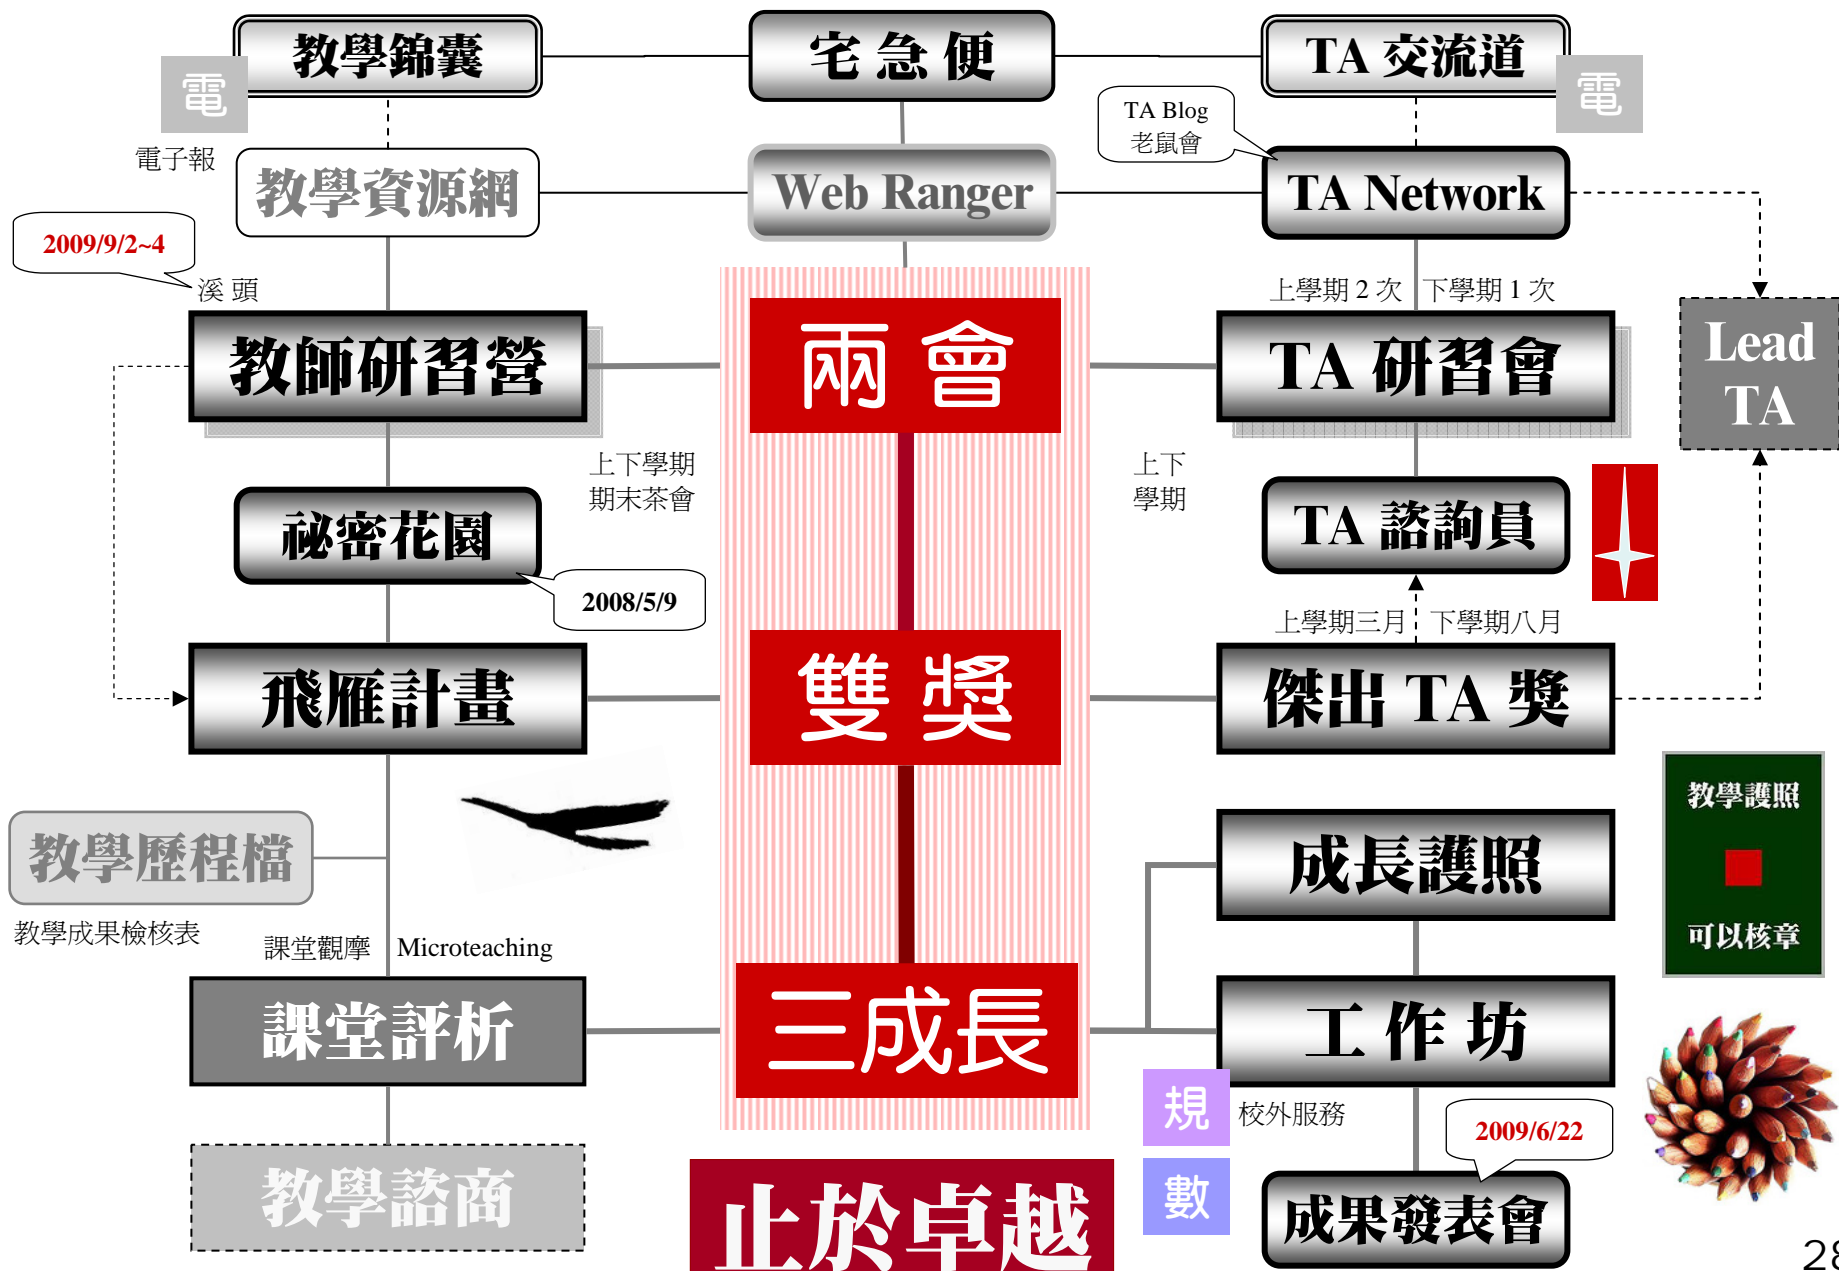 教學錦囊
宅急便
TA 交流道
電
電
電子報
TA Blog
老鼠會
教學資源網
Web Ranger
TA Network
2009/9/2~4
溪頭
上學期 2 次
下學期 1 次
教師研習營
兩會
TA 研習會
Lead
TA
上下學期
期末茶會
上下
學期
祕密花園
TA 諮詢員
2008/5/9
上學期三月
下學期八月
飛雁計畫
雙獎
傑出 TA 獎
教學歷程檔
教學成果檢核表
成長護照
教學護照
可以核章
課堂觀摩
Microteaching
課堂評析
三成長
工作坊
規
校外服務
2009/6/22
教學諮商
數
止於卓越
成果發表會
28